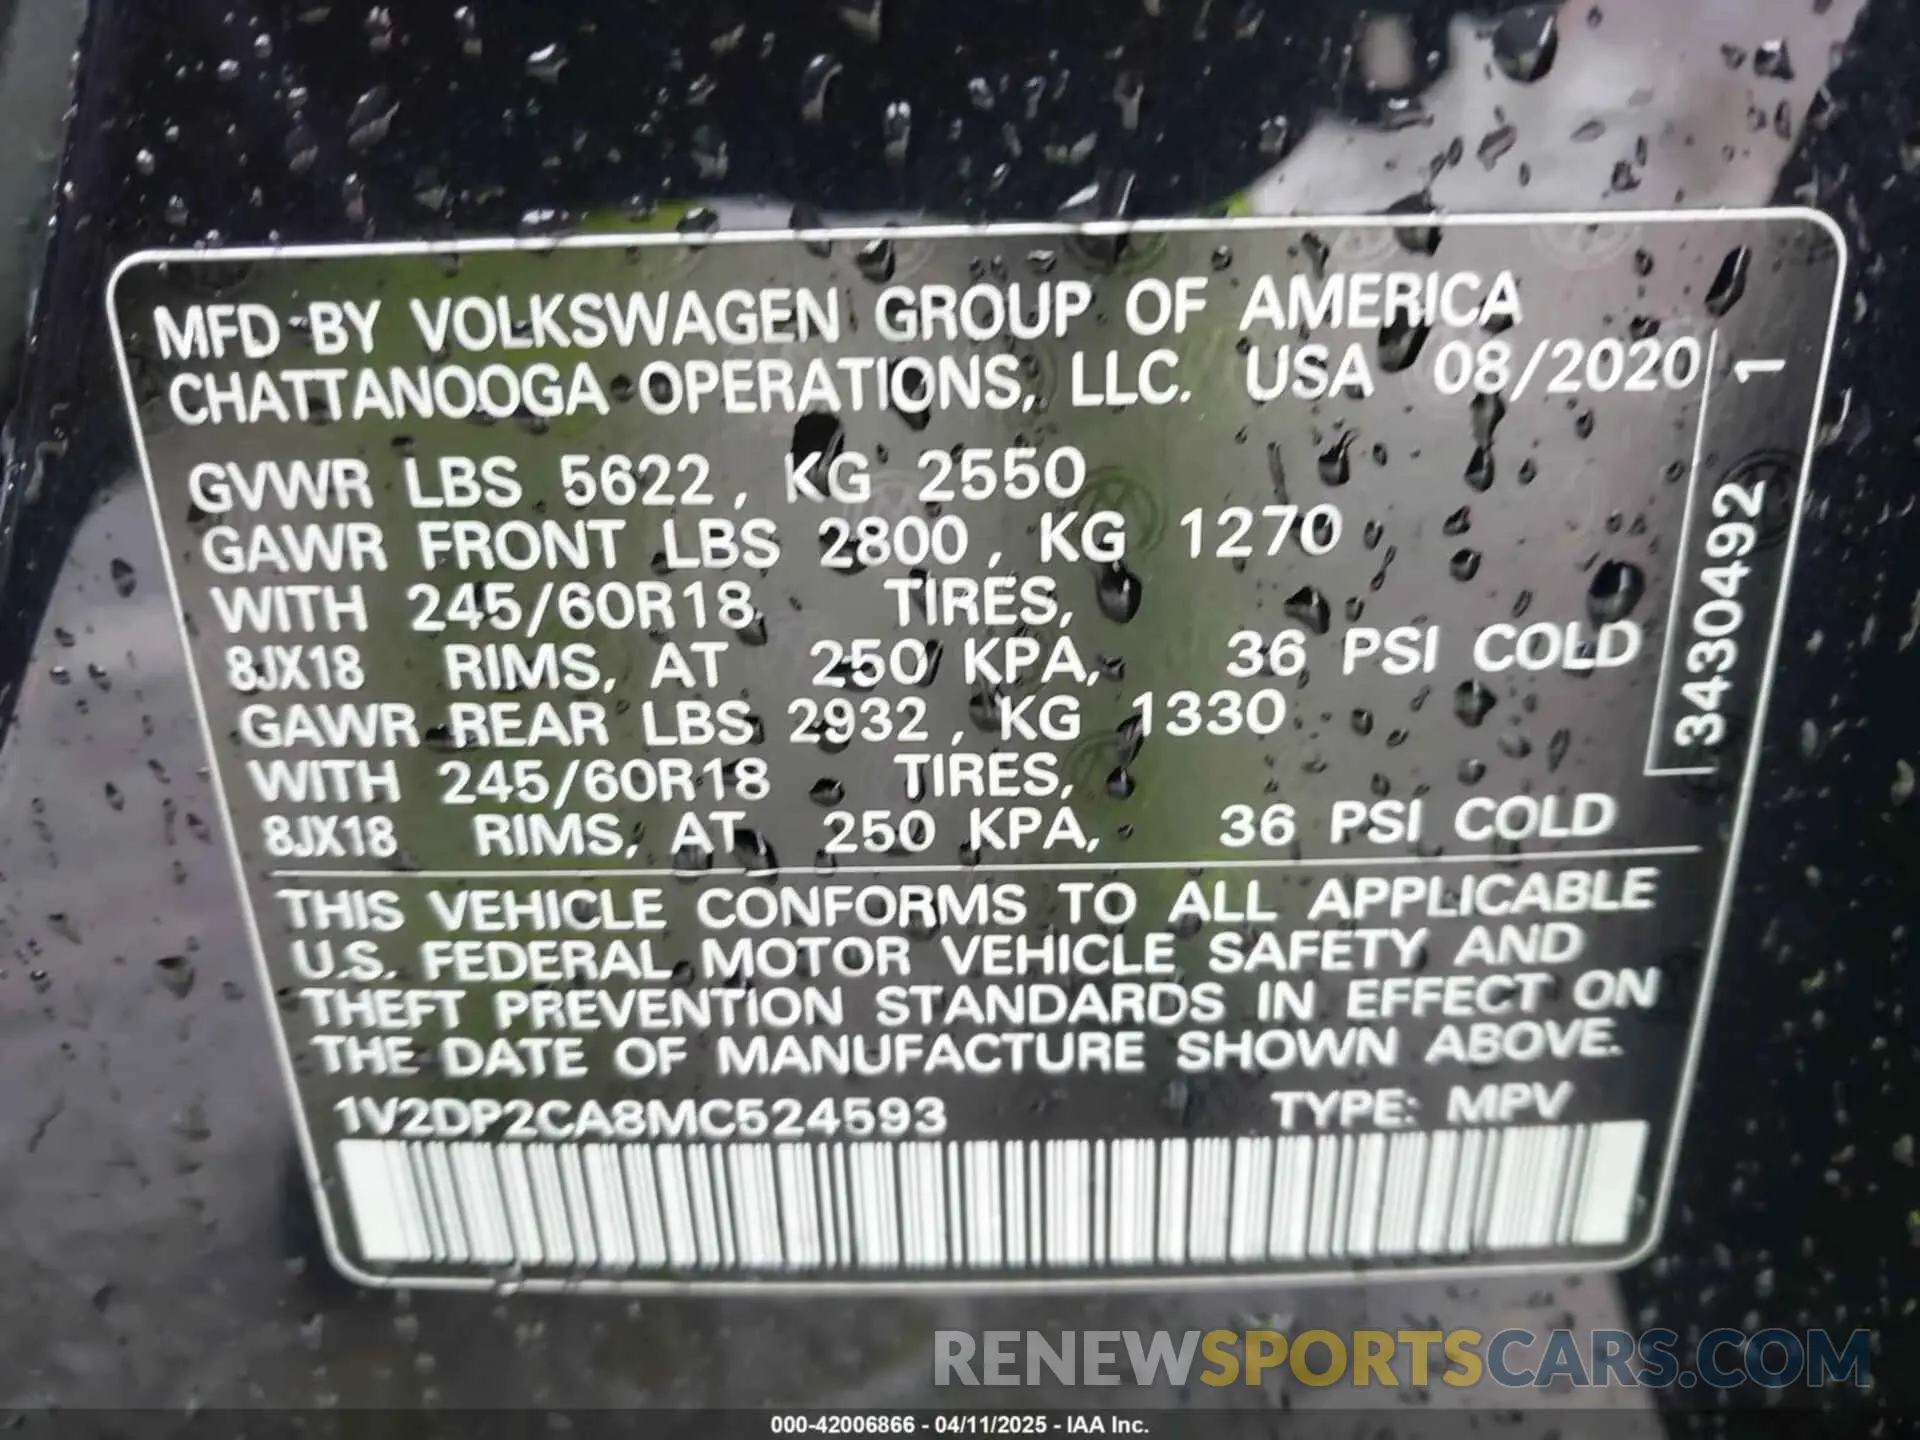 MFD BY VOLKSWAGEN GROUP OF AMERICA
CHATTANOOGA OPERATIONS, LLC. USA 08/2020
GVWR LBS 5622, KG 2550
GAWR FRONT LBS 2800, KG 1270
WITH 245/60R18 TIRES,
8JX18 RIMS, AT 250 KPA, 36 PSI COLD
GAWR REAR LBS 2932, KG 1330
WITH 245/60R18 TIRES,
8JX18 RIMS, AT 250 KPA, 36 PSI COLD
34304921 1
THIS VEHICLE CONFORMS TO ALL APPLICABLE
U.S. FEDERAL MOTOR VEHICLE SAFETY AND
THEFT PREVENTION STANDARDS IN EFFECT ON
THE DATE OF MANUFACTURE SHOWN ABOVE.
1V2DP2CA8MC524593 TYPE: MPV
RENEWSPORTSCARS.COM
000-42006866 - 04/11/2025 - IAA Inc.